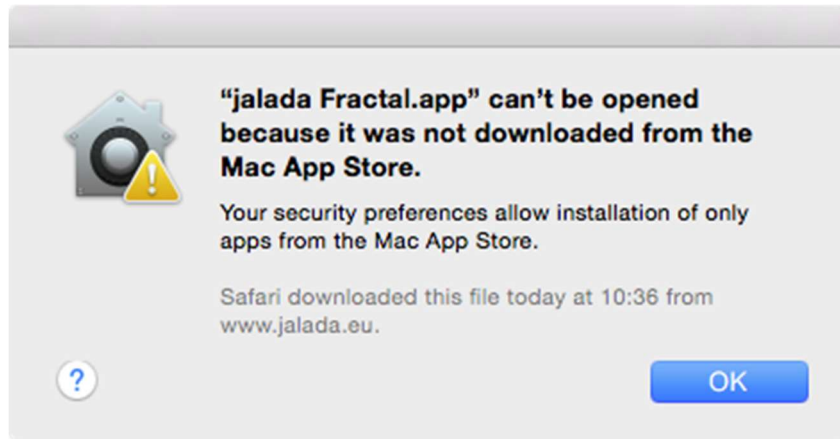 “jalada Fractal.app” can’t be opened
because it was not downloaded from the
Mac App Store.
Your security preferences allow installation of only
apps from the Mac App Store.
Safari downloaded this file today at 10:36 from
www.jalada.eu.
?
OK